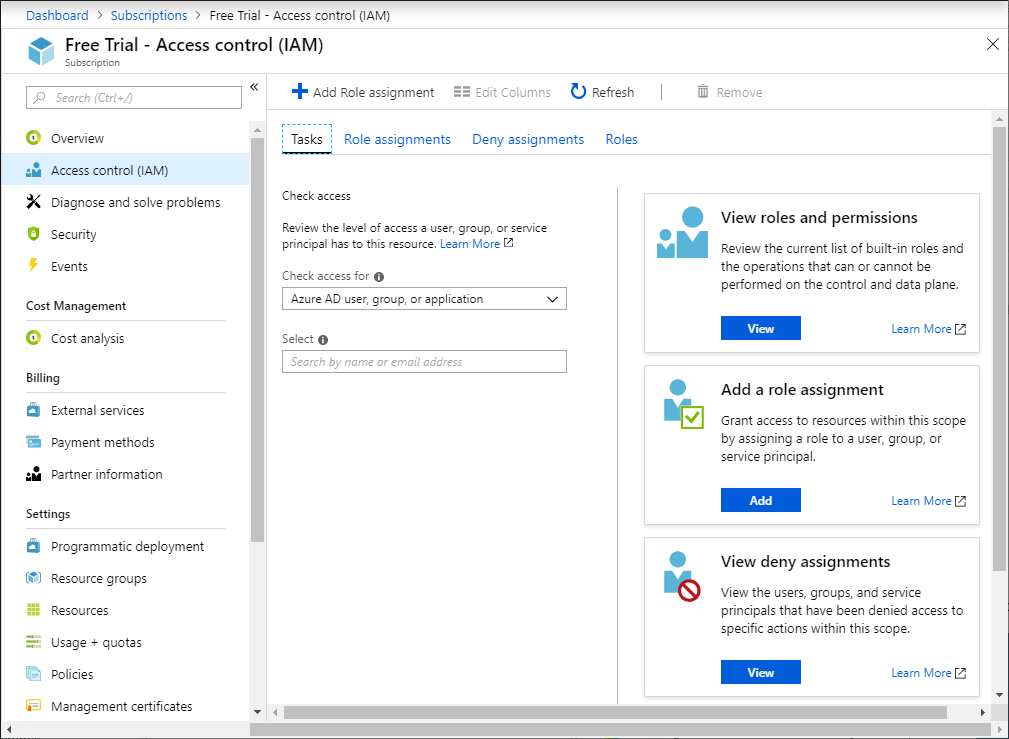 Dashboard > Subscriptions > Free Trial - Access control (IAM)
Free Trial - Access control (IAM)
Subscription
Search (Ctrl+/)
Overview
Access control (IAM)
Diagnose and solve problems
Security
Events
Cost Management
Cost analysis
Billing
External services
Payment methods
Partner information
Settings
Programmatic deployment
Resource groups
Resources
Usage + quotas
Policies
Management certificates
Add Role assignment Edit Columns Refresh Remove
Tasks Role assignments Deny assignments Roles
Check access
Review the level of access a user, group, or service
principal has to this resource. Learn More
Check access for
Azure AD user, group, or application
Select
Search by name or email address
View roles and permissions
Review the current list of built-in roles and
the operations that can or cannot be
performed on the control and data plane.
View Learn More
Add a role assignment
Grant access to resources within this scope
by assigning a role to a user, group, or
service principal.
Add Learn More
View deny assignments
View the users, groups, and service
principals that have been denied access to
specific actions within this scope.
View Learn More